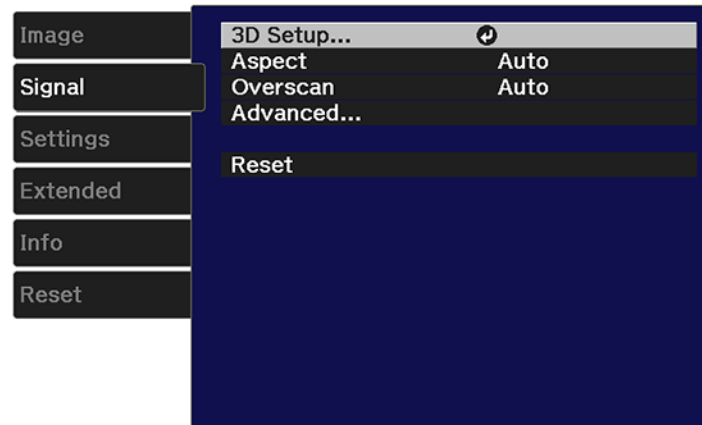 Image
Signal
Settings
Extended
Info
Reset
3D Setup...
Aspect Auto
Overscan Auto
Advanced...
Reset